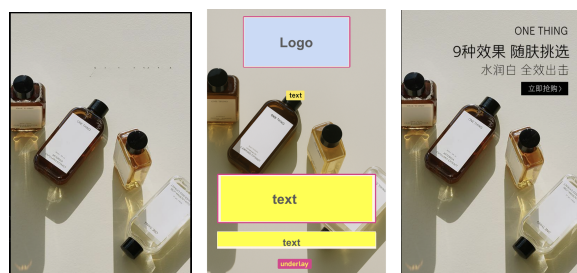 Logo
text
text
text
underlay
ONE THING
9种效果 随肤挑选
水润白 全效出击
立即抢购〉